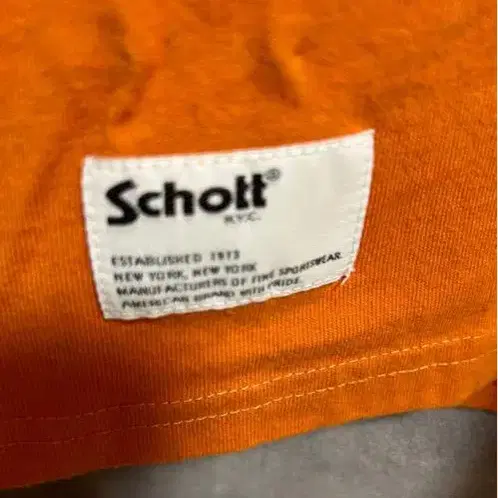 Schott®
N.Y.C.
ESTABLISHED 1913
NEW YORK, NEW YORK
MANUFACTURERS OF FINE SPORTSWEAR.
AMERICAN BRAND WITH PRIDE.